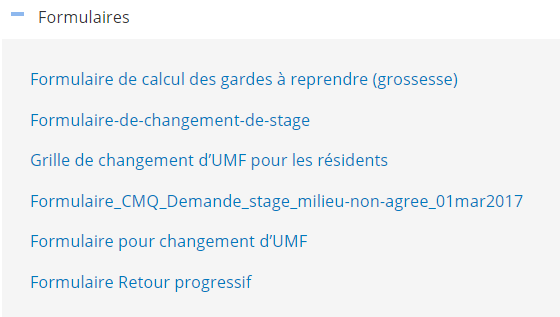 Formulaires
Formulaire de calcul des gardes à reprendre (grossesse)
Formulaire-de-changement-de-stage
Grille de changement d’UMF pour les résidents
Formulaire_CMQ_Demande_stage_milieu-non-agree_01mar2017
Formulaire pour changement d’UMF
Formulaire Retour progressif